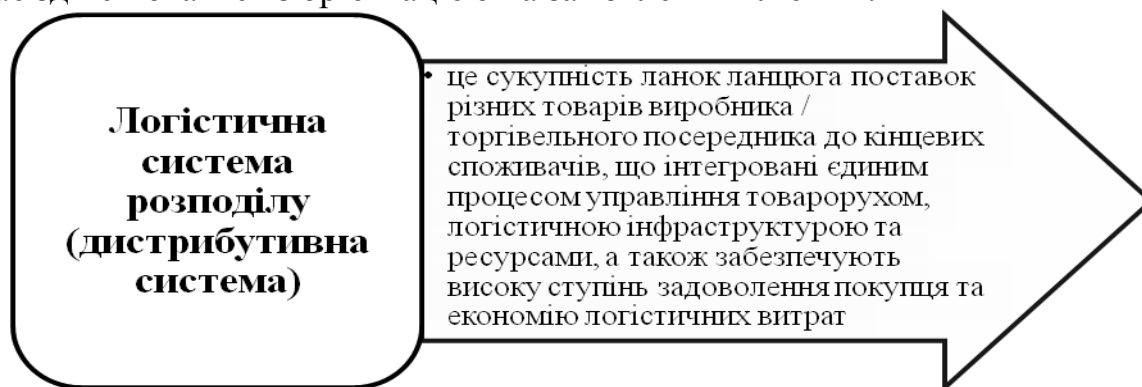 Логістична
система
розподілу
(дистрибутивна
система)
• це сукупність ланок ланцюга поставок
різних товарів виробника /
торгівельного посередника до кінцевих
споживачів, що інтегровані єдиним
процесом управління товарорухом,
логістичною інфраструктурою та
ресурсами, а також забезпечують
високу ступінь задоволення покупця та
економію логістичних витрат